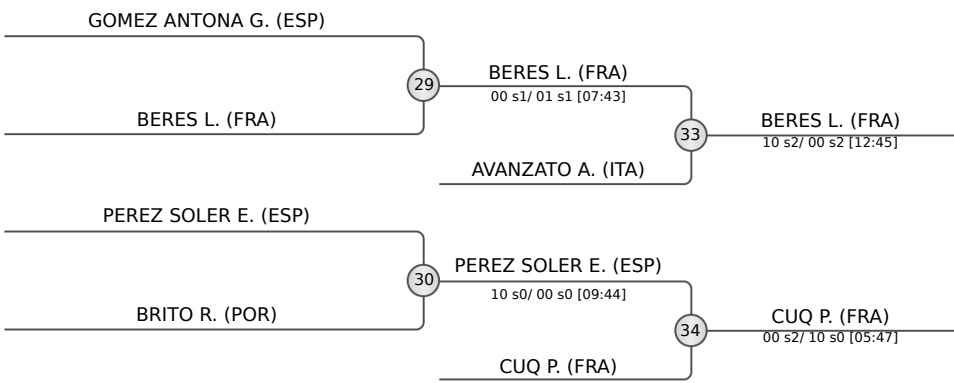 GOMEZ ANTONA G. (ESP)
29
BERES L. (FRA)
BERES L. (FRA)
00 s1/ 01 s1 [07:43]
33
AVANZATO A. (ITA)
BERES L. (FRA)
10 s2/ 00 s2 [12:45]
PEREZ SOLER E. (ESP)
30
BRITO R. (POR)
PEREZ SOLER E. (ESP)
10 s0/ 00 s0 [09:44]
34
CUQ P. (FRA)
CUQ P. (FRA)
00 s2/ 10 s0 [05:47]